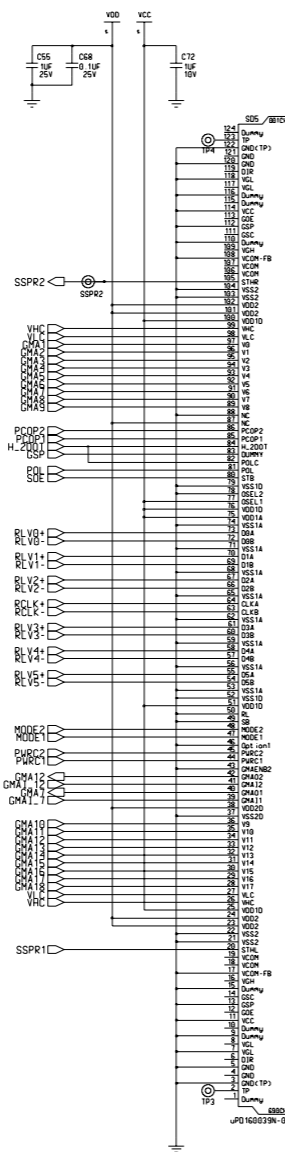 VDD VCC
C55
1UF
25V
C68
0.1UF
25V
C72
1UF
10V
SD5
124 Dummy
TP4 123 TP
122 GND(TP)
121 GND
120 GND
119 DIR
118 VGL
117 VGL
116 Dummy
115 Dummy
114 VCC
113 GOE
112 GSP
111 GSC
110 Dummy
109 VGH
108 VCOM-FB
107 VCOM
106 VCOM
SSPR2 SSPR2 105 STHR
104 VSS2
103 VSS2
102 VDD2
101 VDD2
100 VDD1D
VHC 99 VHC
VLC 98 VLC
GMA1 97 V0
GMA2 96 V1
GMA3 95 V2
GMA4 94 V3
GMA5 93 V4
GMA6 92 V5
GMA7 91 V6
GMA8 90 V7
GMA9 89 V8
88 NC
87 NC
PCOP2 86 PCOP2
PCOP1 85 PCOP1
H_2DOT 84 H_2DOT
GSP 83 DUMMY
82 POLC
POL 81 POL
SOE 80 STB
79 VSS1D
78 OSEL2
77 OSEL1
76 VDD1D
75 VDD1A
74 VSS1A
RLV0+ 73 D0A
RLV0- 72 D0B
71 VSS1A
RLV1+ 70 D1A
RLV1- 69 D1B
68 VSS1A
RLV2+ 67 D2A
RLV2- 66 D2B
65 VSS1A
RCLK+ 64 CLKA
RCLK- 63 CLKB
62 VSS1A
RLV3+ 61 D3A
RLV3- 60 D3B
59 VSS1A
RLV4+ 58 D4A
RLV4- 57 D4B
56 VSS1A
RLV5+ 55 D5A
RLV5- 54 D5B
53 VSS1A
52 VSS1D
51 VDD1D
50 RL
49 SB
MODE2 48 MODE2
MODE1 47 MODE1
46 Option1
PWRC2 45 PWRC2
PWRC1 44 PWRC1
43 GMAENB2
GMA12 42 GMAO2
GMAI_12 41 GMAI2
GMA7 40 GMAO1
GMAI_7 39 GMAI1
38 VDD2D
37 VSS2D
GMA10 36 V9
GMA11 35 V10
GMA12 34 V11
GMA13 33 V12
GMA14 32 V13
GMA15 31 V14
GMA16 30 V15
GMA17 29 V16
GMA18 28 V17
VLC 27 VLC
VHC 26 VHC
25 VDD1D
24 VDD2
23 VDD2
22 VSS2
21 VSS2
SSPR1 20 STHL
19 VCOM
18 VCOM
17 VCOM-FB
16 VGH
15 Dummy
14 GSC
13 GSP
12 GOE
11 VCC
10 Dummy
9 Dummy
8 VGL
7 VGL
6 DIR
5 GND
4 GND
3 GND(TP)
TP3 2 TP
1 Dummy